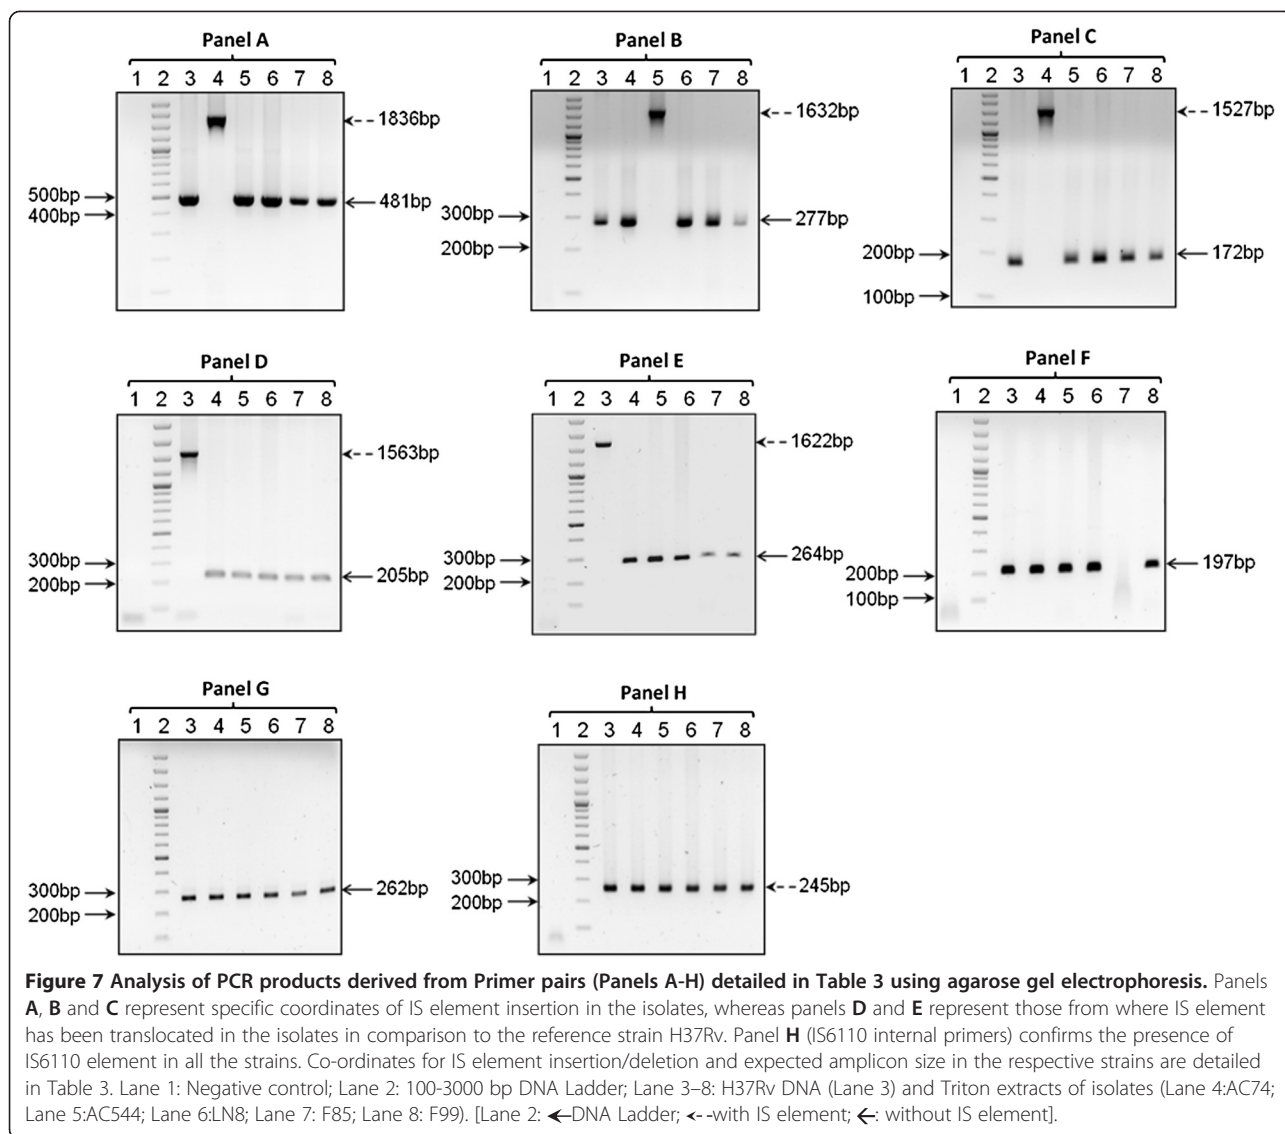 Panel A
1 2 3 4 5 6 7 8
1836bp
500bp
400bp
481bp
Panel B
1 2 3 4 5 6 7 8
1632bp
300bp
200bp
277bp
Panel C
1 2 3 4 5 6 7 8
1527bp
200bp
100bp
172bp
Panel D
1 2 3 4 5 6 7 8
1563bp
300bp
200bp
205bp
Panel E
1 2 3 4 5 6 7 8
1622bp
300bp
200bp
264bp
Panel F
1 2 3 4 5 6 7 8
200bp
100bp
197bp
Panel G
1 2 3 4 5 6 7 8
300bp
200bp
262bp
Panel H
1 2 3 4 5 6 7 8
300bp
200bp
245bp
Figure 7 Analysis of PCR products derived from Primer pairs (Panels A-H) detailed in Table 3 using agarose gel electrophoresis. Panels
A, B and C represent specific coordinates of IS element insertion in the isolates, whereas panels D and E represent those from where IS element
has been translocated in the isolates in comparison to the reference strain H37Rv. Panel H (IS6110 internal primers) confirms the presence of
IS6110 element in all the strains. Co-ordinates for IS element insertion/deletion and expected amplicon size in the respective strains are detailed
in Table 3. Lane 1: Negative control; Lane 2: 100-3000 bp DNA Ladder; Lane 3–8: H37Rv DNA (Lane 3) and Triton extracts of isolates (Lane 4:AC74;
Lane 5:AC544; Lane 6:LN8; Lane 7: F85; Lane 8: F99). [Lane 2: ←DNA Ladder; <--with IS element; ←: without IS element].